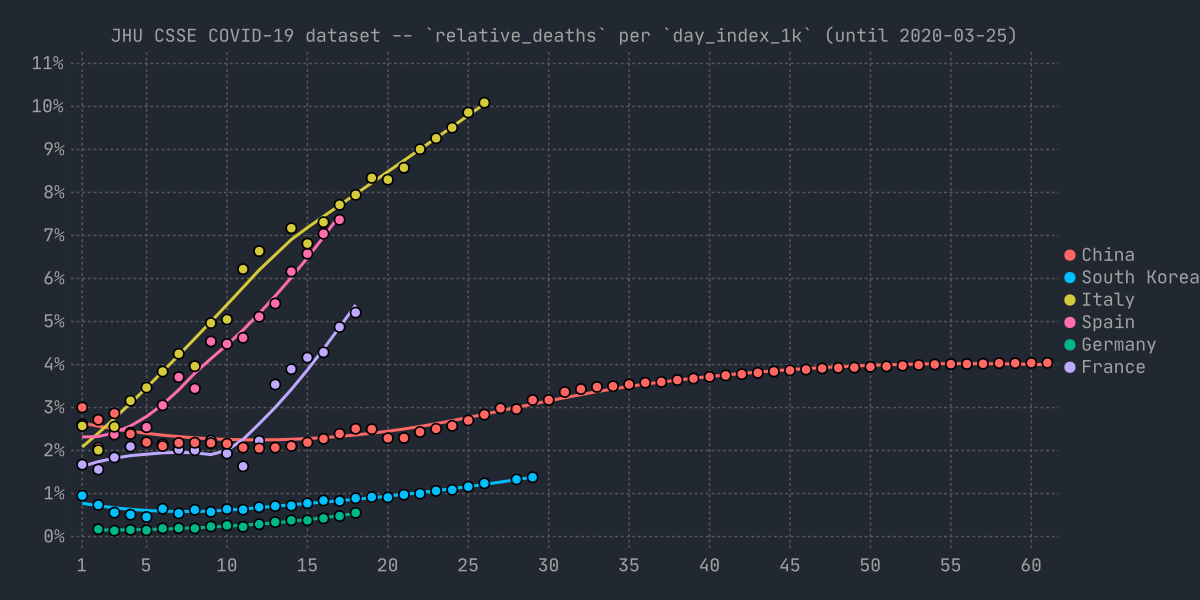 JHU CSSE COVID-19 dataset -- `relative_deaths` per `day_index_1k` (until 2020-03-25)
11%
10%
9%
8%
7%
6%
5%
4%
3%
2%
1%
0%
1 5 10 15 20 25 30 35 40 45 50 55 60
China
South Korea
Italy
Spain
Germany
France